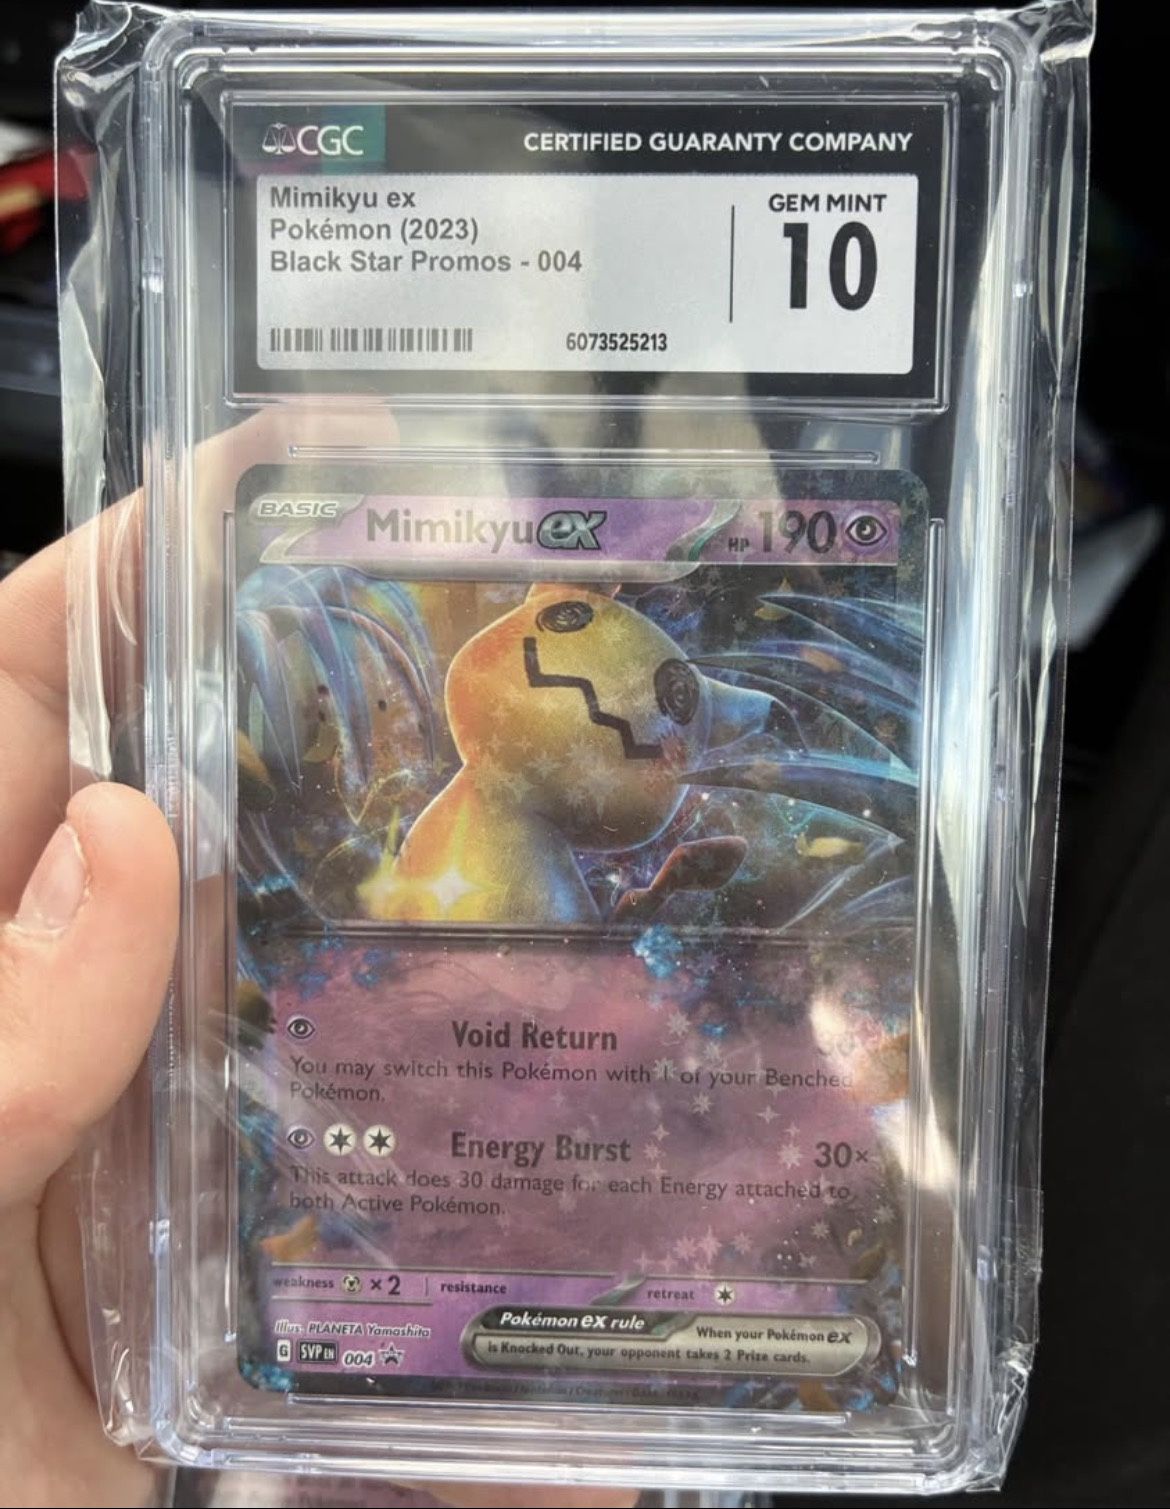 CGC
CERTIFIED GUARANTY COMPANY
Mimikyu ex
Pokémon (2023)
Black Star Promos - 004
GEM MINT
10
6073525213
BASIC
Mimikyu ex
HP 190
Void Return
You may switch this Pokémon with 1 of your Benched
Pokémon.
Energy Burst
30×
This attack does 30 damage for each Energy attached to
both Active Pokémon.
weakness ×2 resistance
retreat
Illus. PLANETA Yamashita
Pokémon ex rule
When your Pokémon ex
is Knocked Out, your opponent takes 2 Prize cards.
G SVP EN 004